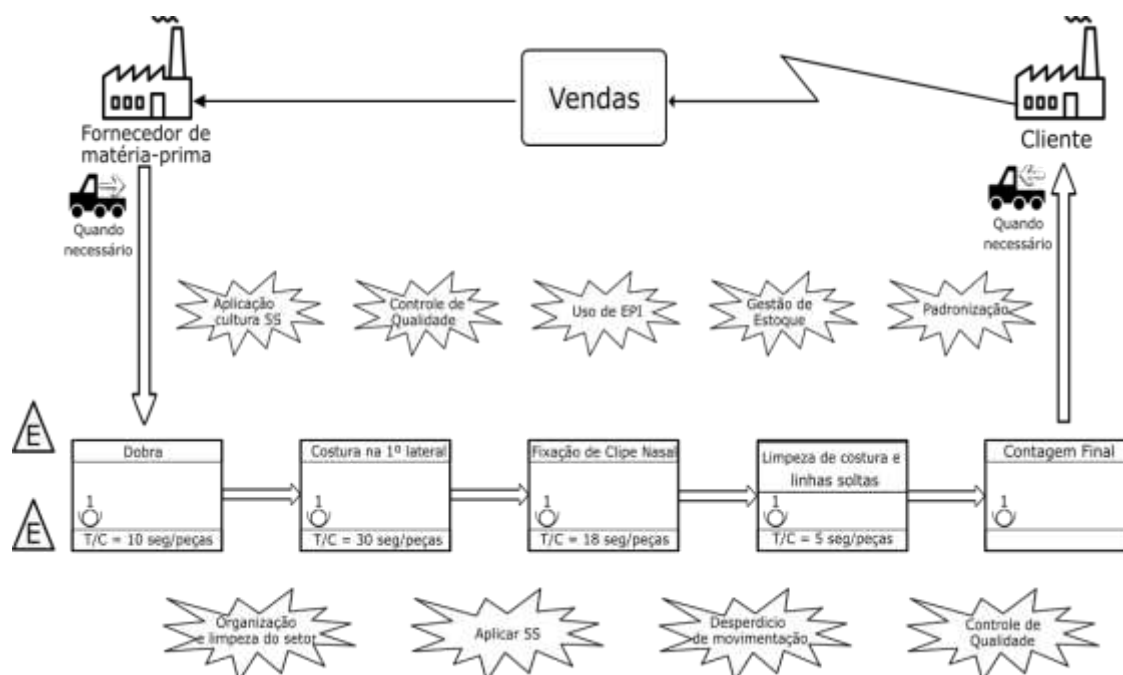 Vendas
Fornecedor de
matéria-prima
Cliente
Quando
necessário
Quando
necessário
Aplicação
cultura 5S
Controle de
Qualidade
Uso de EPI
Gestão de
Estoque
Padronização
E
E
Dobra
1
T/C = 10 seg/peças
Costura na 1º lateral
1
T/C = 30 seg/peças
Fixação de Clipe Nasal
1
T/C = 18 seg/peças
Limpeza de costura e
linhas soltas
1
T/C = 5 seg/peças
Contagem Final
1
Organização
e limpeza do setor
Aplicar 5S
Desperdicio
de movimentação
Controle de
Qualidade